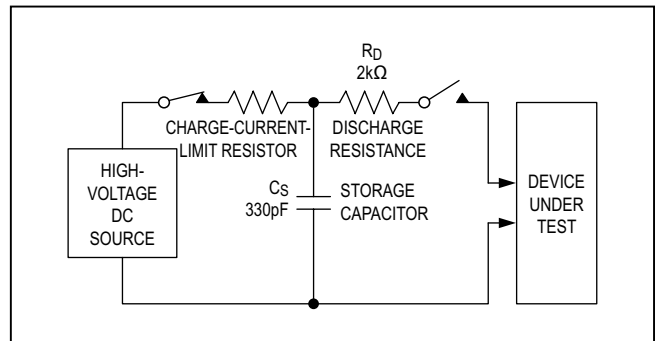 RD
2kΩ
CHARGE-CURRENT-
LIMIT RESISTOR
DISCHARGE
RESISTANCE
HIGH-
VOLTAGE
DC
SOURCE
CS
330pF
STORAGE
CAPACITOR
DEVICE
UNDER
TEST